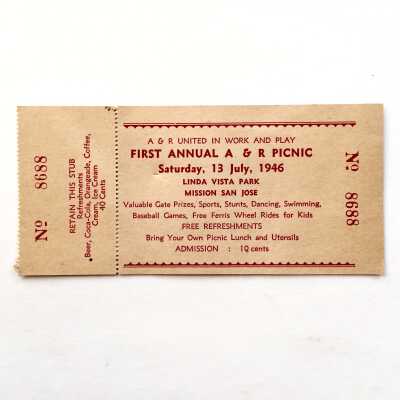 Nº 8688
RETAIN THIS STUB
Refreshments
Beer, Coca-Cola, Orangeade, Coffee,
Cream, Ice Cream
40 Cents
A & R UNITED IN WORK AND PLAY
FIRST ANNUAL A & R PICNIC
Saturday, 13 July, 1946
LINDA VISTA PARK
MISSION SAN JOSE
Valuable Gate Prizes, Sports, Stunts, Dancing, Swimming,
Baseball Games, Free Ferris Wheel Rides for Kids
FREE REFRESHMENTS
Bring Your Own Picnic Lunch and Utensils
ADMISSION : 10 cents
Nº 8688